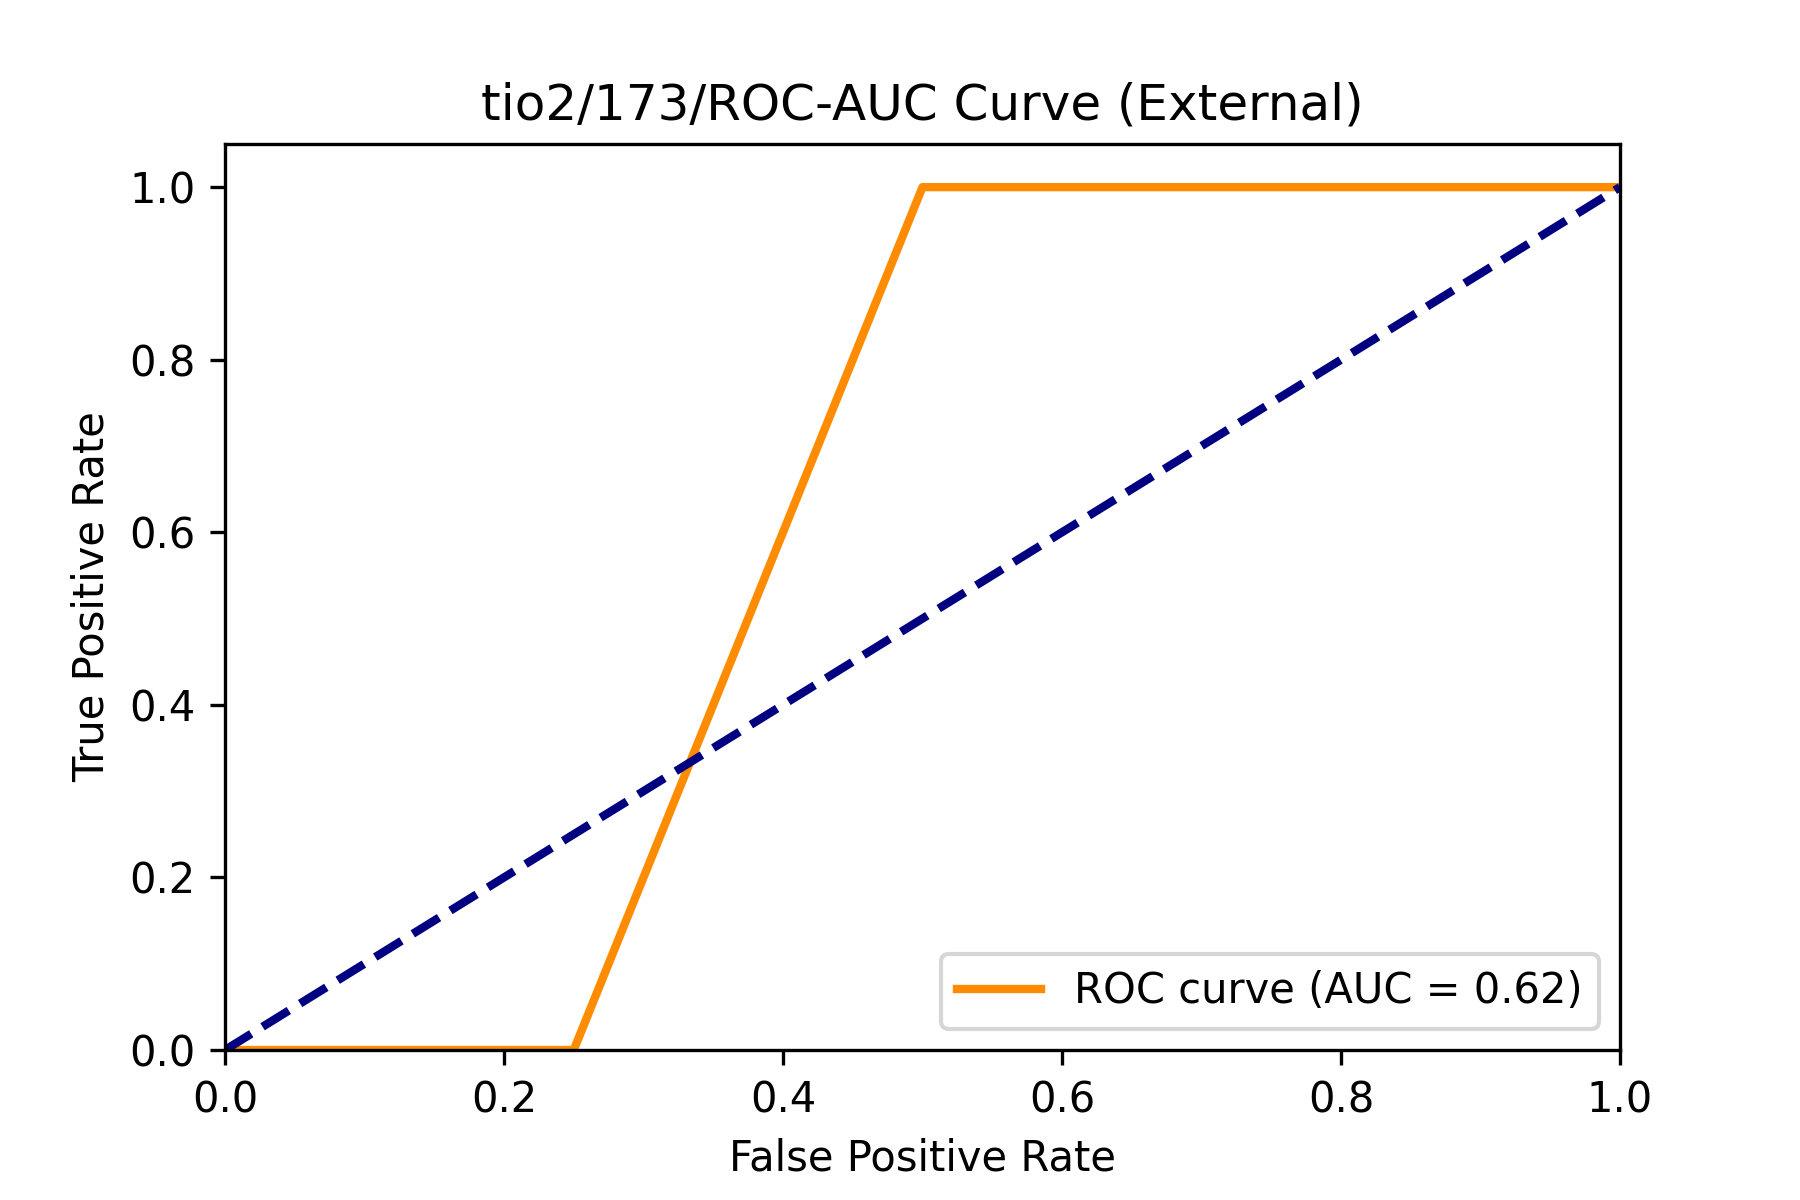 tio2/173/ROC-AUC Curve (External)
True Positive Rate
1.0
0.8
0.6
0.4
0.2
0.0
ROC curve (AUC = 0.62)
0.0 0.2 0.4 0.6 0.8 1.0
False Positive Rate